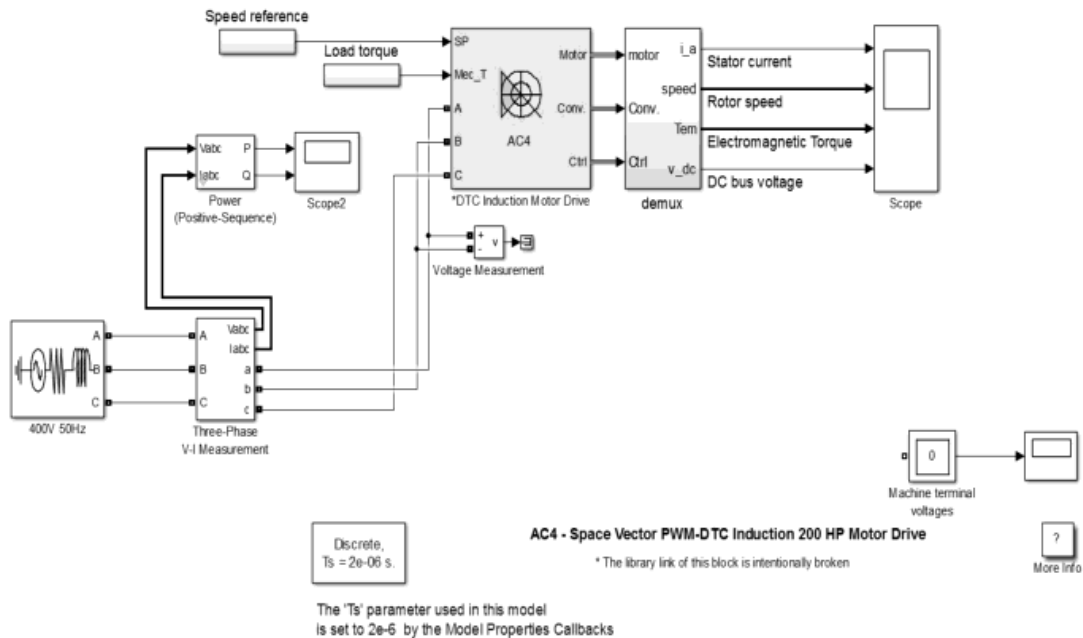 Speed reference
Load torque
SP
Mec_T
A
B
C
Motor
Conv.
Ctrl
AC4
*DTC Induction Motor Drive
motor
Conv.
Ctrl
i_a
speed
Tem
v_dc
demux
Stator current
Rotor speed
Electromagnetic Torque
DC bus voltage
Scope
Vabc
Iabc
P
Q
Power
(Positive-Sequence)
Scope2
+
-
v
Voltage Measurement
A
B
C
400V 50Hz
A
B
C
Vabc
Iabc
a
b
c
Three-Phase
V-I Measurement
0
Machine terminal
voltages
Discrete,
Ts = 2e-06 s.
AC4 - Space Vector PWM-DTC Induction 200 HP Motor Drive
* The library link of this block is intentionally broken
?
More Info
The 'Ts' parameter used in this model
is set to 2e-6 by the Model Properties Callbacks